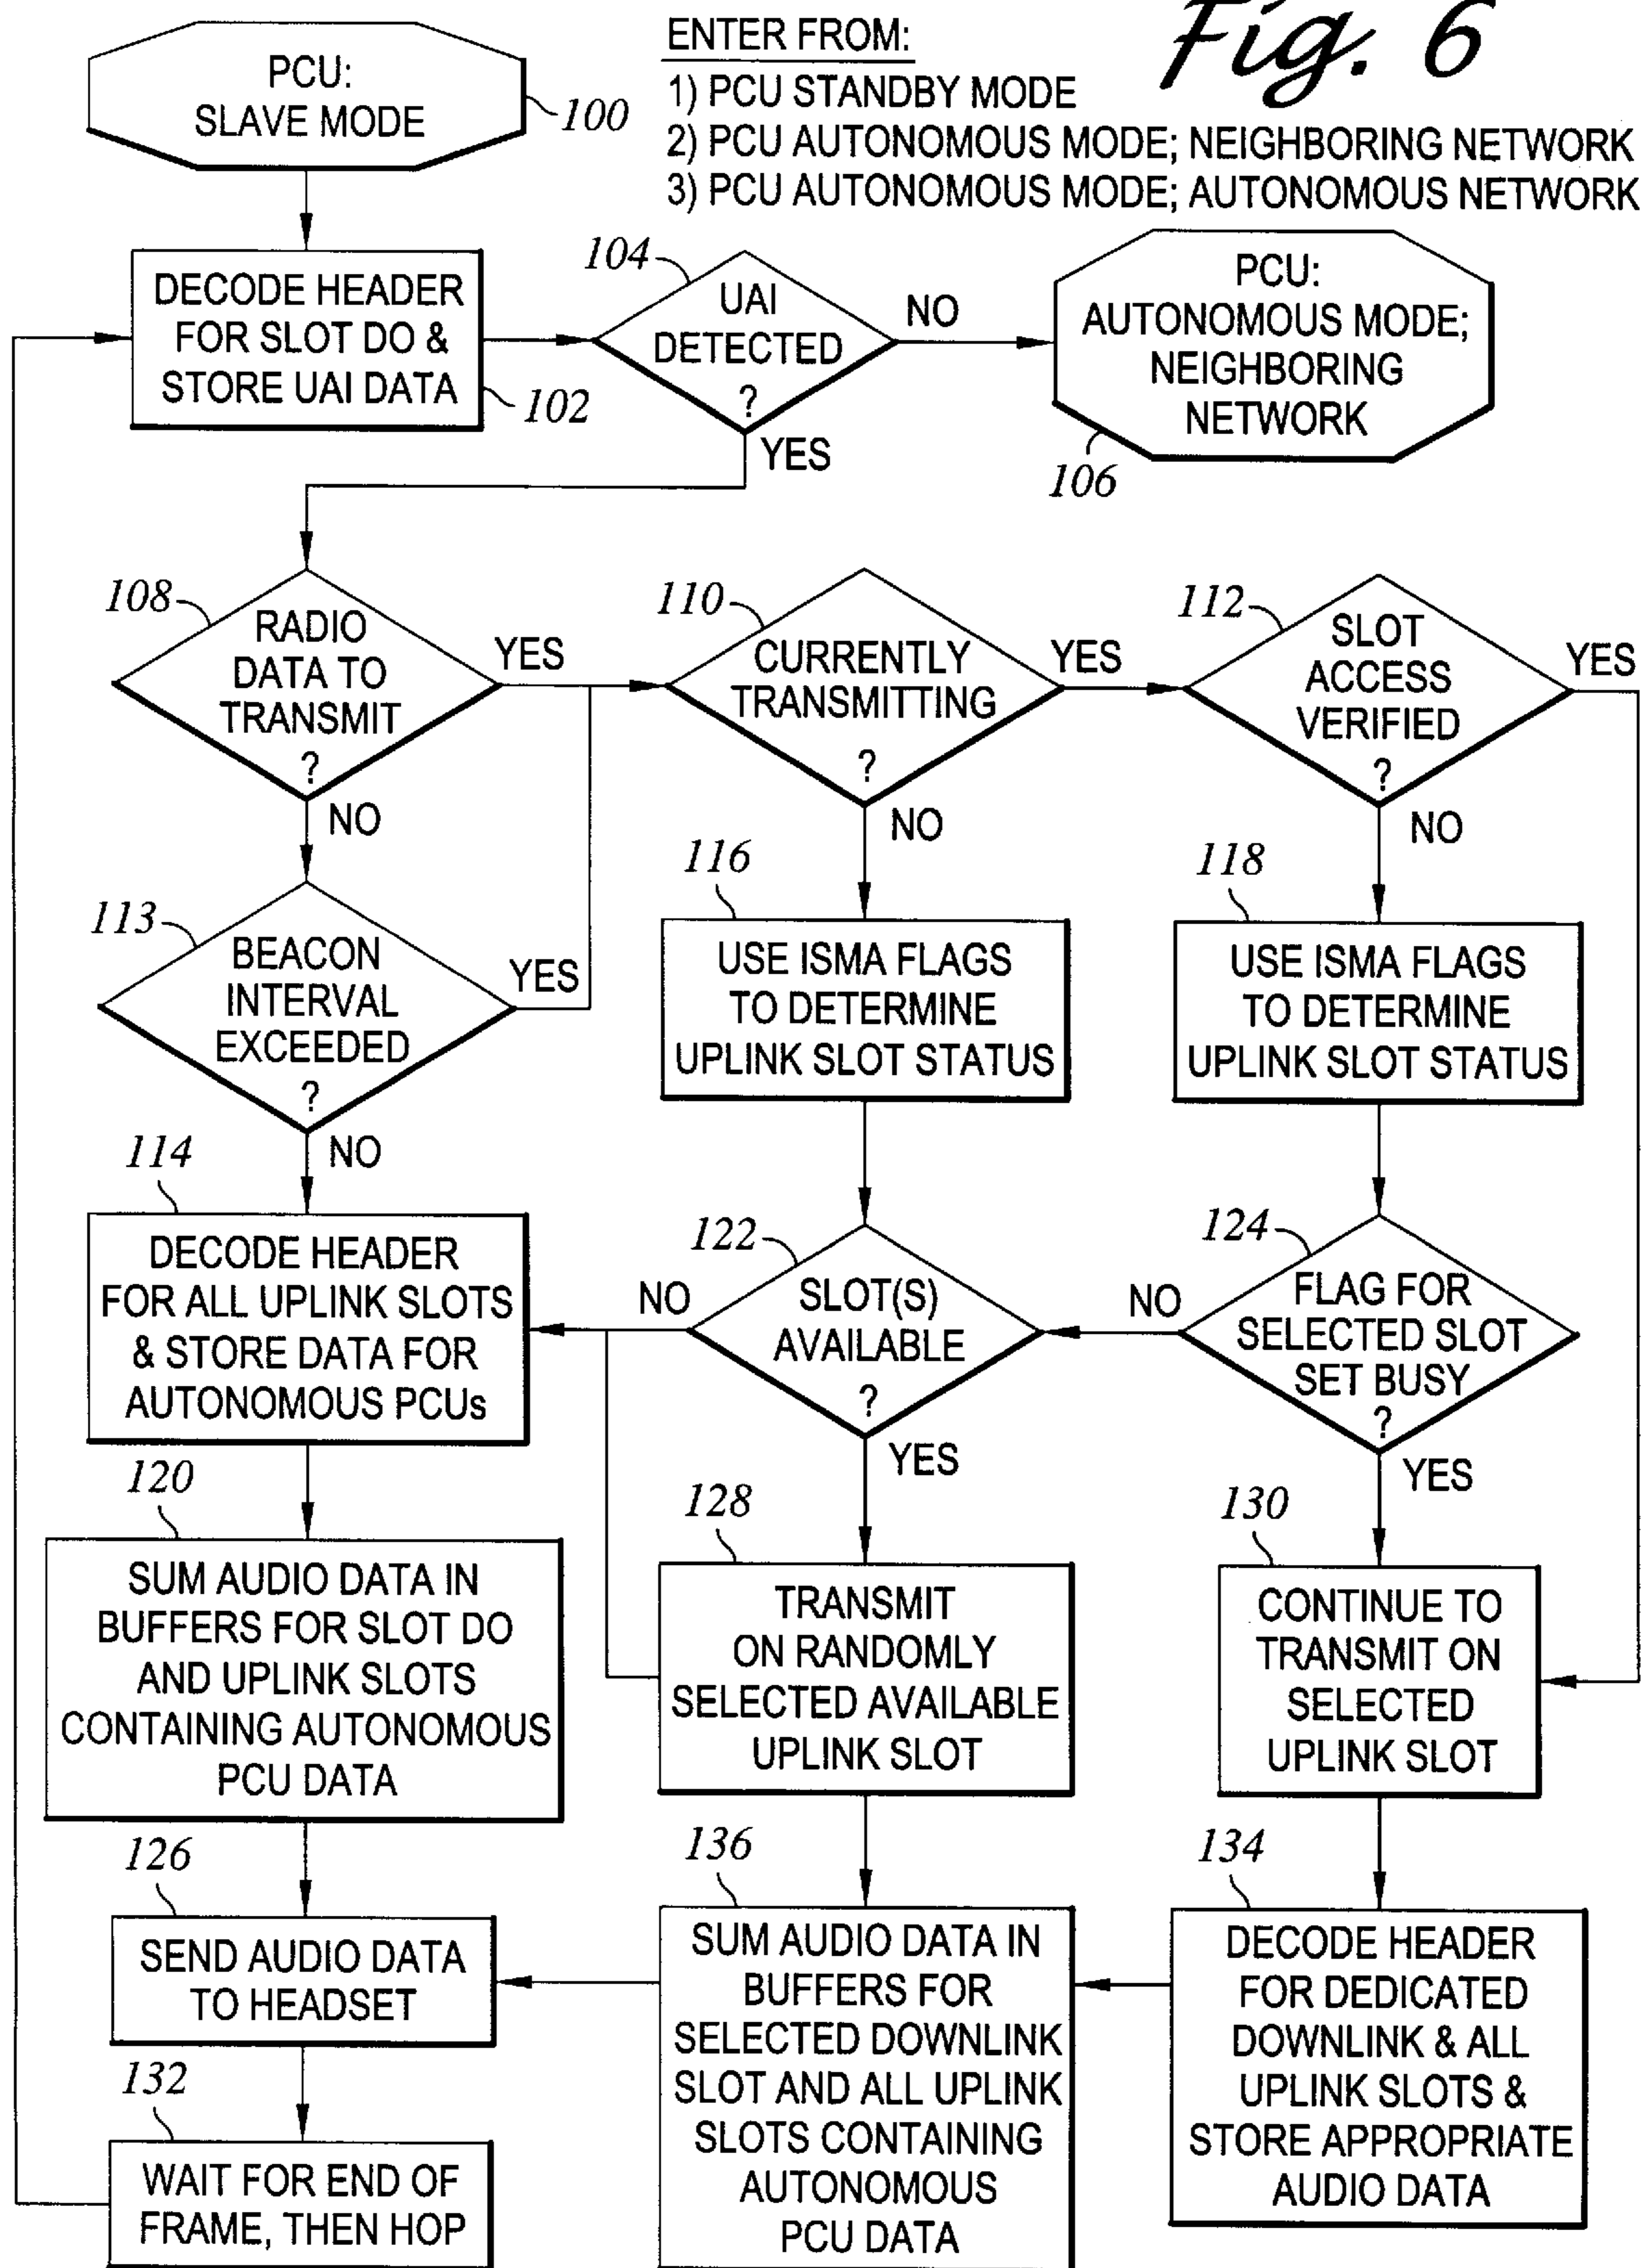 Fig. 6
PCU:
SLAVE MODE
100
ENTER FROM:
1) PCU STANDBY MODE
2) PCU AUTONOMOUS MODE; NEIGHBORING NETWORK
3) PCU AUTONOMOUS MODE; AUTONOMOUS NETWORK
DECODE HEADER
FOR SLOT DO &
STORE UAI DATA
102
104
UAI
DETECTED
?
NO
YES
PCU:
AUTONOMOUS MODE;
NEIGHBORING
NETWORK
106
108
RADIO
DATA TO
TRANSMIT
?
YES
NO
110
CURRENTLY
TRANSMITTING
?
YES
NO
112
SLOT
ACCESS
VERIFIED
?
YES
NO
113
BEACON
INTERVAL
EXCEEDED
?
YES
NO
116
USE ISMA FLAGS
TO DETERMINE
UPLINK SLOT STATUS
118
USE ISMA FLAGS
TO DETERMINE
UPLINK SLOT STATUS
114
DECODE HEADER
FOR ALL UPLINK SLOTS
& STORE DATA FOR
AUTONOMOUS PCUs
122
SLOT(S)
AVAILABLE
?
NO
YES
124
FLAG FOR
SELECTED SLOT
SET BUSY
?
NO
YES
120
SUM AUDIO DATA IN
BUFFERS FOR SLOT DO
AND UPLINK SLOTS
CONTAINING AUTONOMOUS
PCU DATA
128
TRANSMIT
ON RANDOMLY
SELECTED AVAILABLE
UPLINK SLOT
130
CONTINUE TO
TRANSMIT ON
SELECTED
UPLINK SLOT
126
SEND AUDIO DATA
TO HEADSET
136
SUM AUDIO DATA IN
BUFFERS FOR
SELECTED DOWNLINK
SLOT AND ALL UPLINK
SLOTS CONTAINING
AUTONOMOUS
PCU DATA
134
DECODE HEADER
FOR DEDICATED
DOWNLINK & ALL
UPLINK SLOTS &
STORE APPROPRIATE
AUDIO DATA
132
WAIT FOR END OF
FRAME, THEN HOP